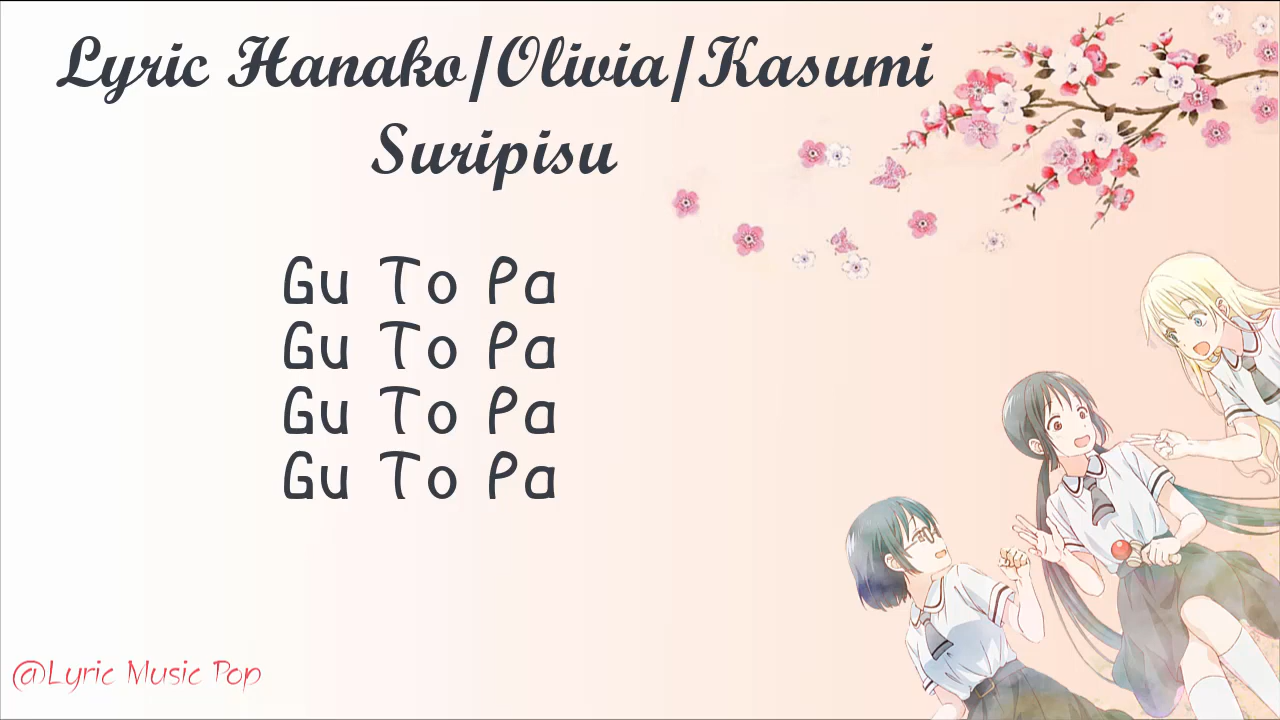 Lyric Hanako/Olivia/Kasumi
Suripisu
Gu To Pa
Gu To Pa
Gu To Pa
Gu To Pa
@Lyric Music Pop